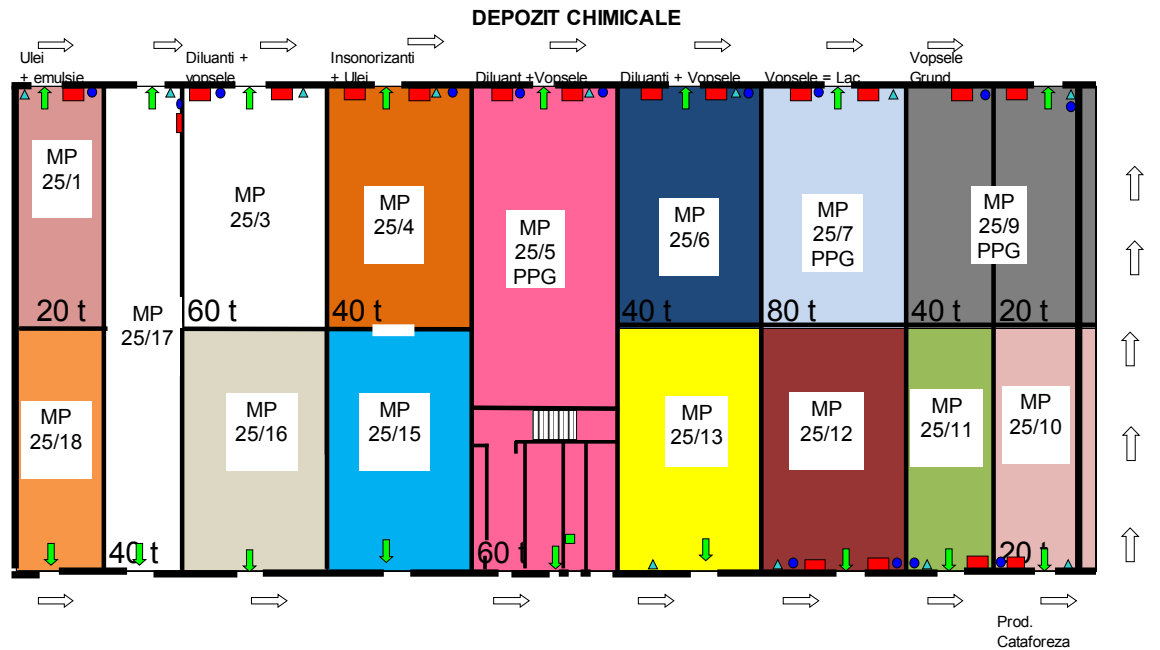 DEPOZIT CHIMICALE
Ulei
+ emulsie
Diluanti +
vopsele
Insonorizanti
+ Ulei
Diluant +Vopsele
Diluanti + Vopsele
Vopsele = Lac
Vopsele
Grund
MP
25/1
MP
25/3
MP
25/4
MP
25/5
PPG
MP
25/6
MP
25/7
PPG
MP
25/9
PPG
20 t
MP
25/17
60 t
40 t
40 t
80 t
40 t
20 t
MP
25/18
MP
25/16
MP
25/15
MP
25/13
MP
25/12
MP
25/11
MP
25/10
40 t
60 t
20 t
Prod.
Cataforeza